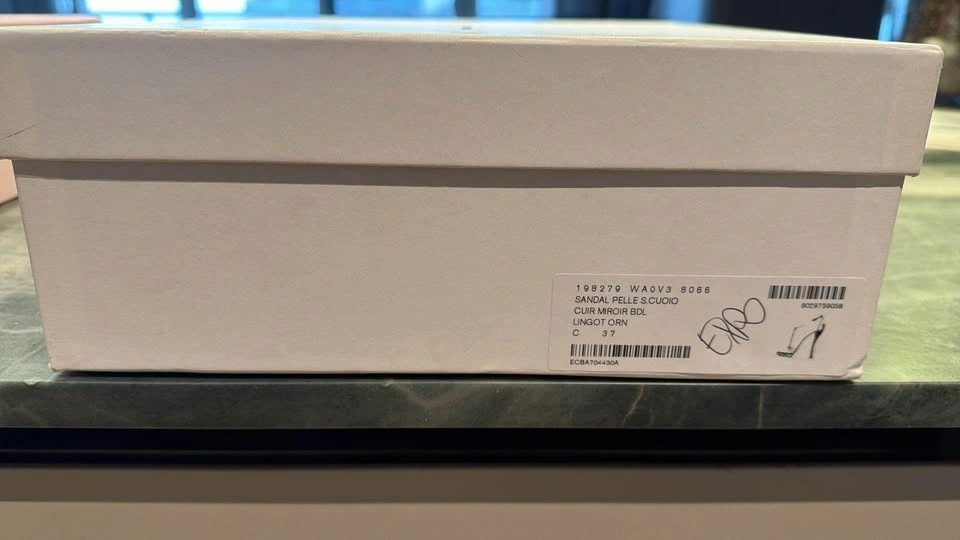 198279 WA0V3 8066
SANDAL PELLE S.CUOIO
CUIR MIROIR BDL
LINGOT ORN
C 37
ECBA704430A
8029759058